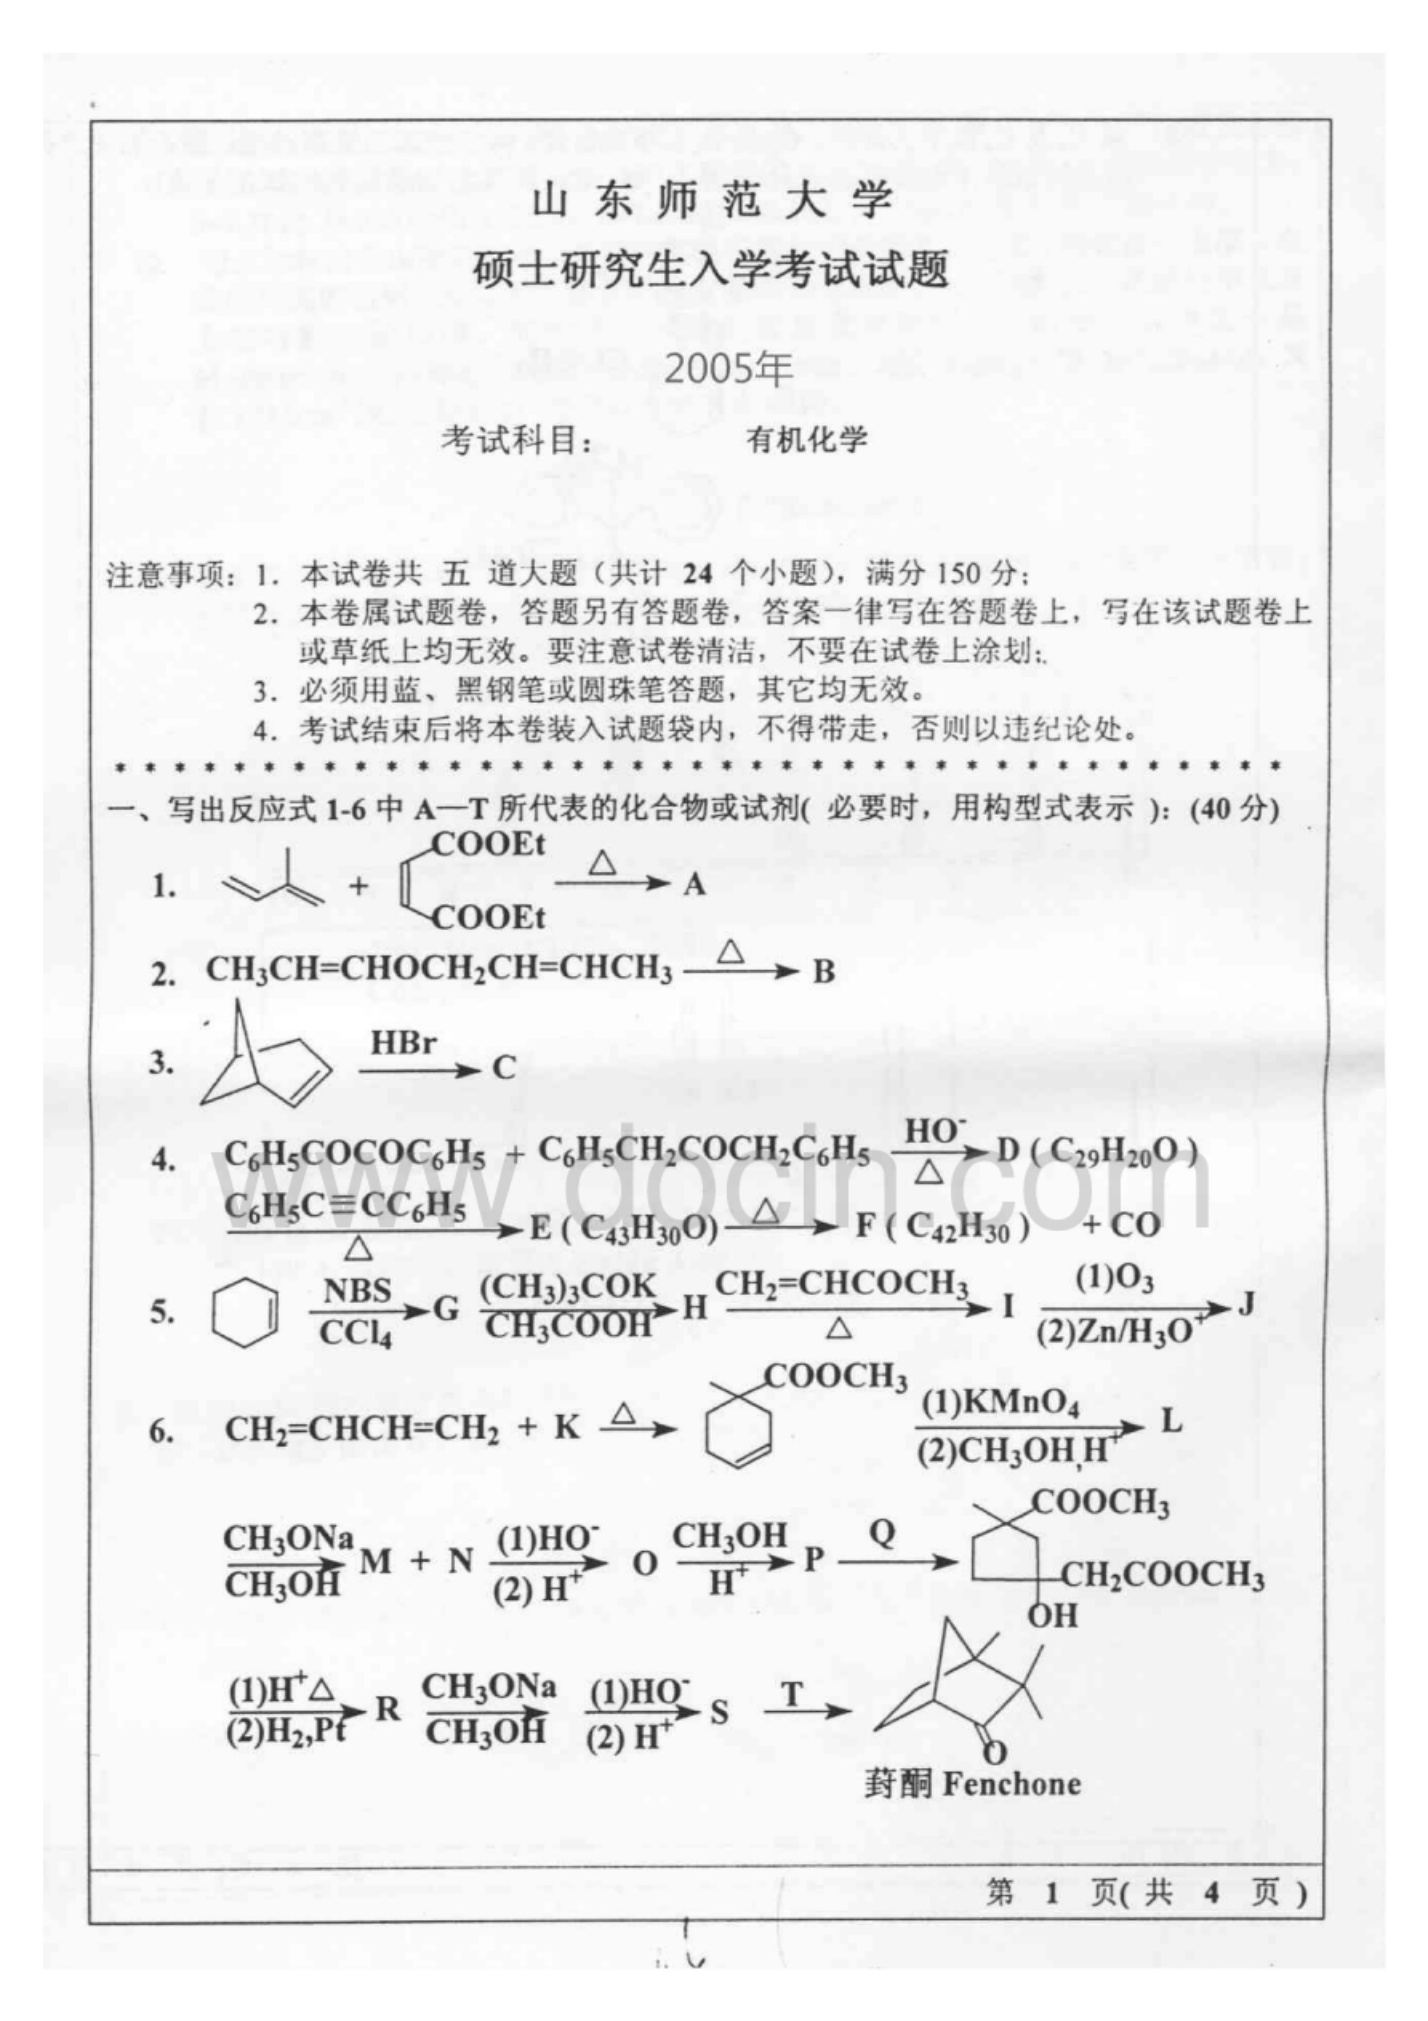 山东师范大学
硕士研究生入学考试试题
2005年
考试科目: 有机化学
注意事项: 1. 本试卷共 五 道大题(共计 24 个小题), 满分 150 分;
2. 本卷属试题卷, 答题另有答题卷, 答案一律写在答题卷上, 写在该试题卷上
或草纸上均无效。要注意试卷清洁, 不要在试卷上涂划;
3. 必须用蓝、黑钢笔或圆珠笔答题, 其它均无效。
4. 考试结束后将本卷装入试题袋内, 不得带走, 否则以违纪论处。
* * * * * * * * * * * * * * * * * * * * * * * * * * * * * * * * * * * * * * *
一、写出反应式 1-6 中 A—T 所代表的化合物或试剂( 必要时, 用构型式表示 ): (40 分)
COOEt
1. + △ A
COOEt
2. CH₃CH=CHOCH₂CH=CHCH₃ △ B
3. HBr C
4. C₆H₅COCOC₆H₅ + C₆H₅CH₂COCH₂C₆H₅ HO⁻ △ D ( C₂₉H₂₀O )
C₆H₅C≡CC₆H₅ △ E ( C₄₃H₃₀O) △ F ( C₄₂H₃₀ ) + CO
www.docin.com
5. NBS CCl₄ G (CH₃)₃COK CH₃COOH H CH₂=CHCOCH₃ △ I (1)O₃ (2)Zn/H₃O⁺ J
6. CH₂=CHCH=CH₂ + K △ COOCH₃ (1)KMnO₄ (2)CH₃OH,H⁺ L
CH₃ONa CH₃OH M + N (1)HO⁻ (2) H⁺ O CH₃OH H⁺ P Q COOCH₃ CH₂COOCH₃ OH
(1)H⁺△ (2)H₂,Pt R CH₃ONa CH₃OH (1)HO⁻ (2) H⁺ S T O
葑酮 Fenchone
第 1 页( 共 4 页 )